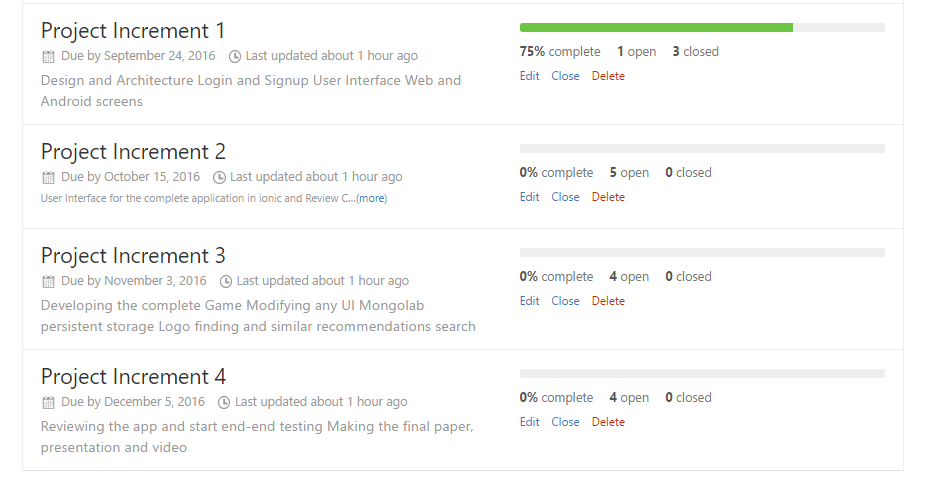 Project Increment 1
Due by September 24, 2016 Last updated about 1 hour ago
Design and Architecture Login and Signup User Interface Web and
Android screens
75% complete 1 open 3 closed
Edit Close Delete
Project Increment 2
Due by October 15, 2016 Last updated about 1 hour ago
User Interface for the complete application in ionic and Review C...(more)
0% complete 5 open 0 closed
Edit Close Delete
Project Increment 3
Due by November 3, 2016 Last updated about 1 hour ago
Developing the complete Game Modifying any UI Mongolab
persistent storage Logo finding and similar recommendations search
0% complete 4 open 0 closed
Edit Close Delete
Project Increment 4
Due by December 5, 2016 Last updated about 1 hour ago
Reviewing the app and start end-end testing Making the final paper,
presentation and video
0% complete 4 open 0 closed
Edit Close Delete